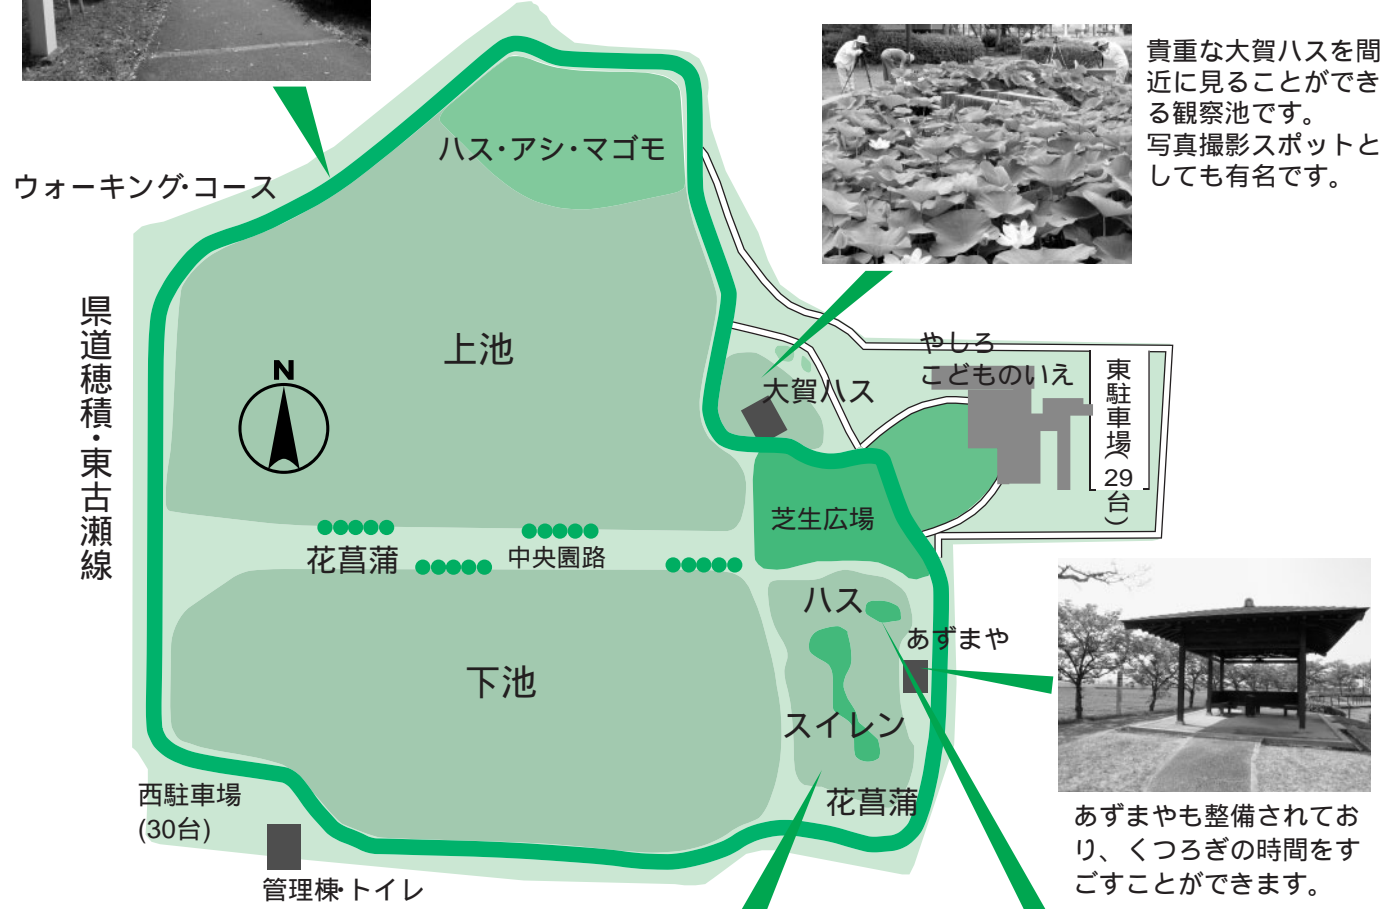 貴重な大賀ハスを間
近に見ることができ
る観察池です。
写真撮影スポットと
しても有名です。
ハス・アシ・マゴモ
ウォーキング・コース
県道穂積・東古瀬線
上池
N
やしろ
こどものいえ
大賀ハス
東駐車場(29台)
芝生広場
花菖蒲
中央園路
ハス
あずまや
下池
スイレン
花菖蒲
西駐車場
(30台)
管理棟・トイレ
あずまやも整備されてお
り、くつろぎの時間をす
ごすことができます。